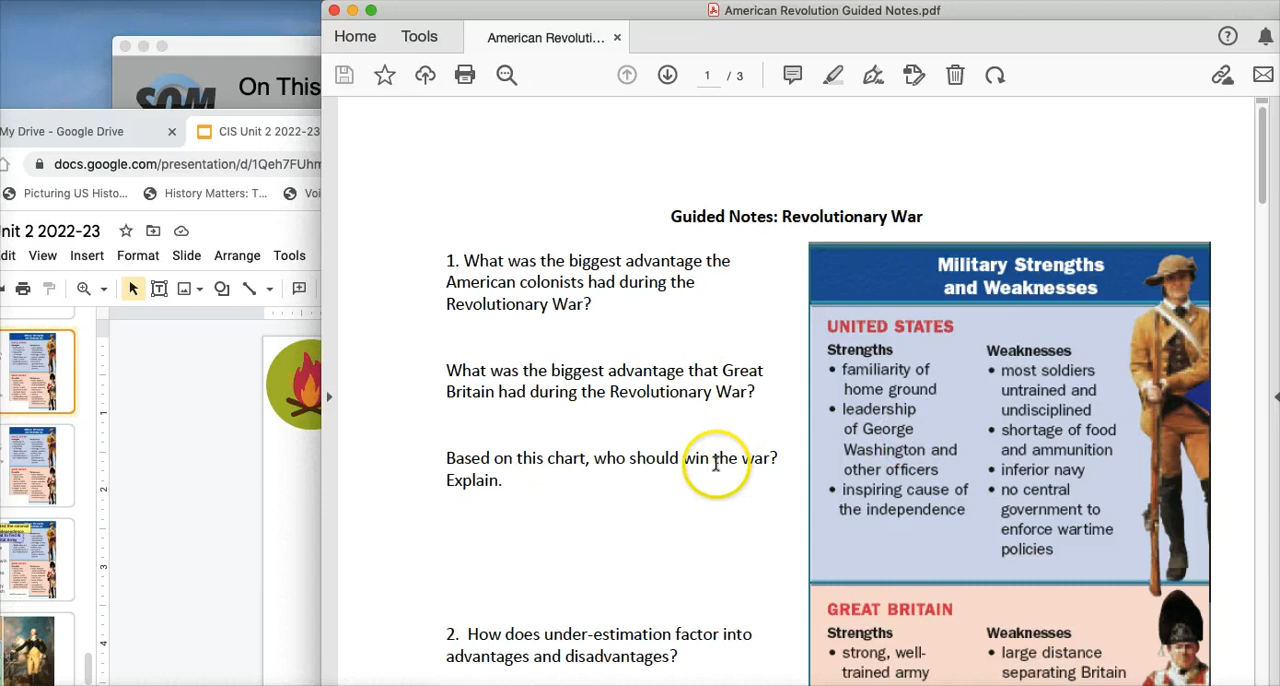 American Revolution Guided Notes.pdf
Home
Tools
American Revoluti... ×
1 / 3
SOM
On This
My Drive - Google Drive ×
CIS Unit 2 2022-23
docs.google.com/presentation/d/1Qeh7FUhm
Picturing US Histo...
History Matters: T...
Voi
nit 2 2022-23
dit View Insert Format Slide Arrange Tools
Guided Notes: Revolutionary War
1. What was the biggest advantage the
American colonists had during the
Revolutionary War?
What was the biggest advantage that Great
Britain had during the Revolutionary War?
Based on this chart, who should win the war?
Explain.
2. How does under-estimation factor into
advantages and disadvantages?
Military Strengths
and Weaknesses
UNITED STATES
Strengths
• familiarity of
home ground
• leadership
of George
Washington and
other officers
• inspiring cause of
the independence
Weaknesses
• most soldiers
untrained and
undisciplined
• shortage of food
and ammunition
• inferior navy
• no central
government to
enforce wartime
policies
GREAT BRITAIN
Strengths
• strong, well-
trained army
Weaknesses
• large distance
separating Britain
1
2
3
4